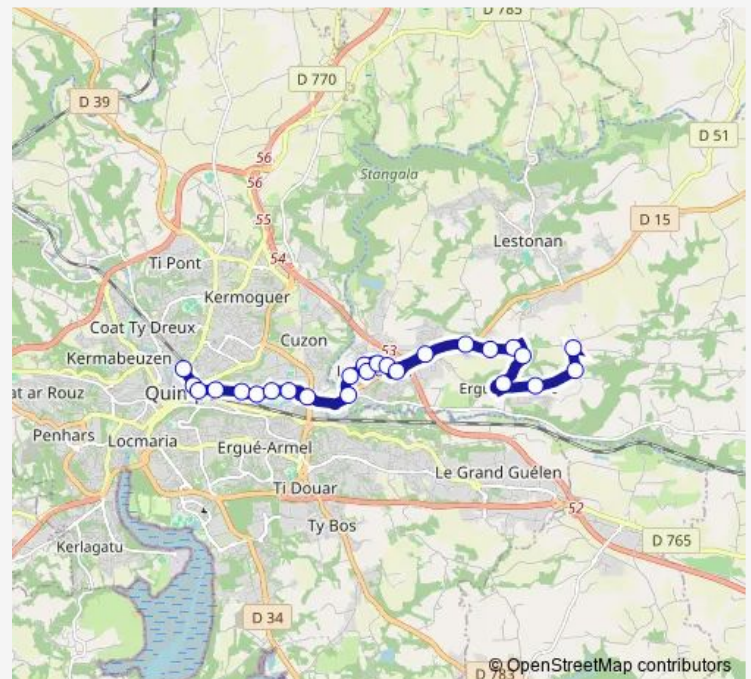 D 785
D 770
D 39
56
D 51
Stangala
56
55
D 15
Lestonan
54
Ti Pont
Kermoguer
Coat Ty Dreux
Cuzon
53
Kermabeuzen
at ar Rouz
Quin
Ergu
Penhars
Locmaria
Ergué-Armel
Le Grand Guélen
Ti Douar
52
Ty Bos
D 765
Kerlagatu
D 34
D 783
© OpenStreetMap contributors